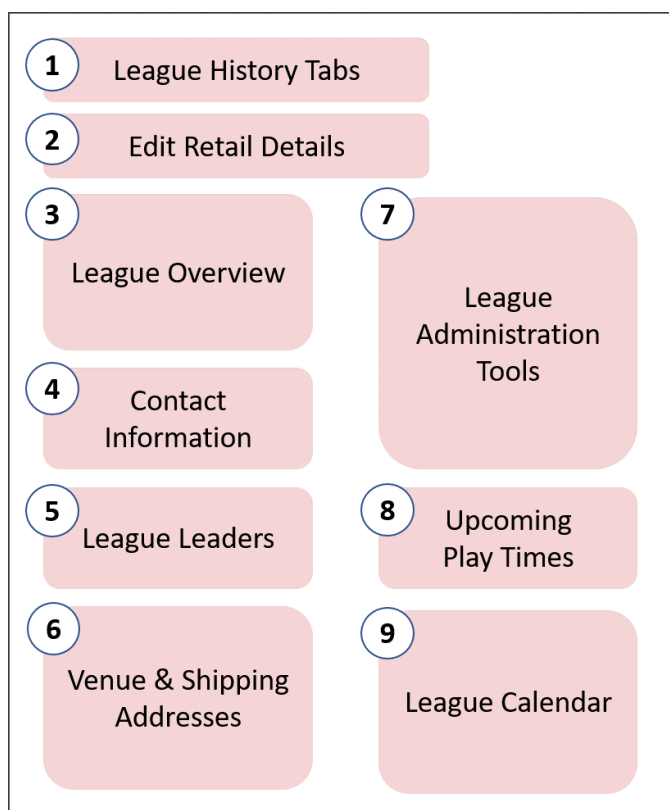 1
League History Tabs
2
Edit Retail Details
3
League Overview
4
Contact
Information
5
League Leaders
6
Venue & Shipping
Addresses
7
League
Administration
Tools
8
Upcoming
Play Times
9
League Calendar